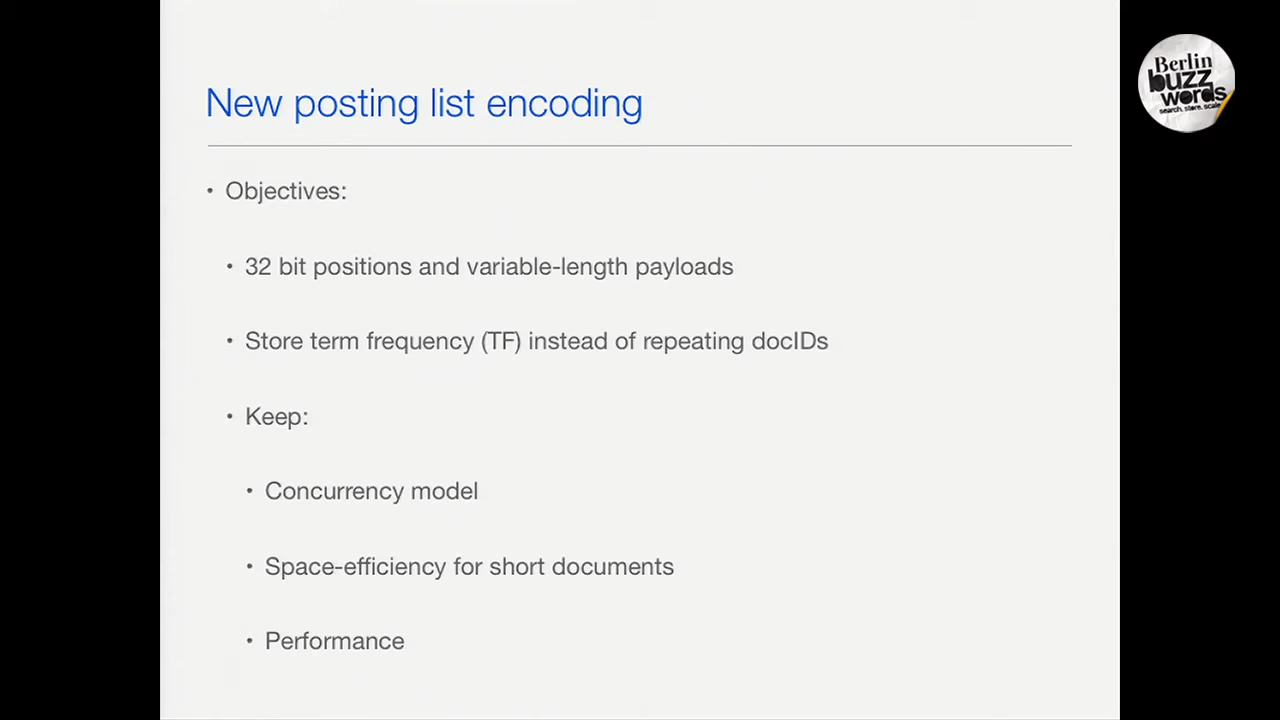 New posting list encoding
• Objectives:
• 32 bit positions and variable-length payloads
• Store term frequency (TF) instead of repeating docIDs
• Keep:
• Concurrency model
• Space-efficiency for short documents
• Performance
Berlin
buzz
words
search. store. scale.